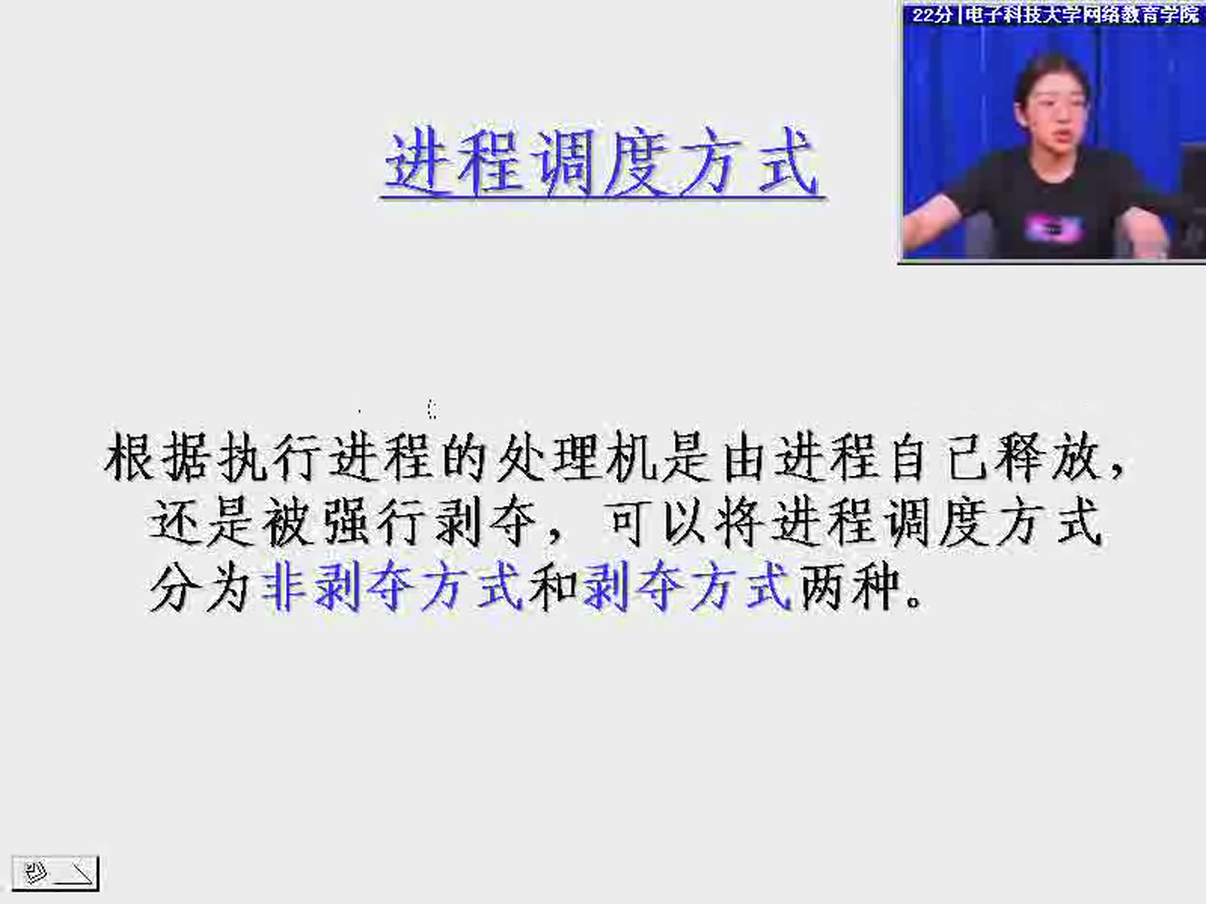 22分|电子科技大学网络教育学院
进程调度方式
根据执行进程的处理机是由进程自己释放，
还是被强行剥夺，可以将进程调度方式
分为非剥夺方式和剥夺方式两种。